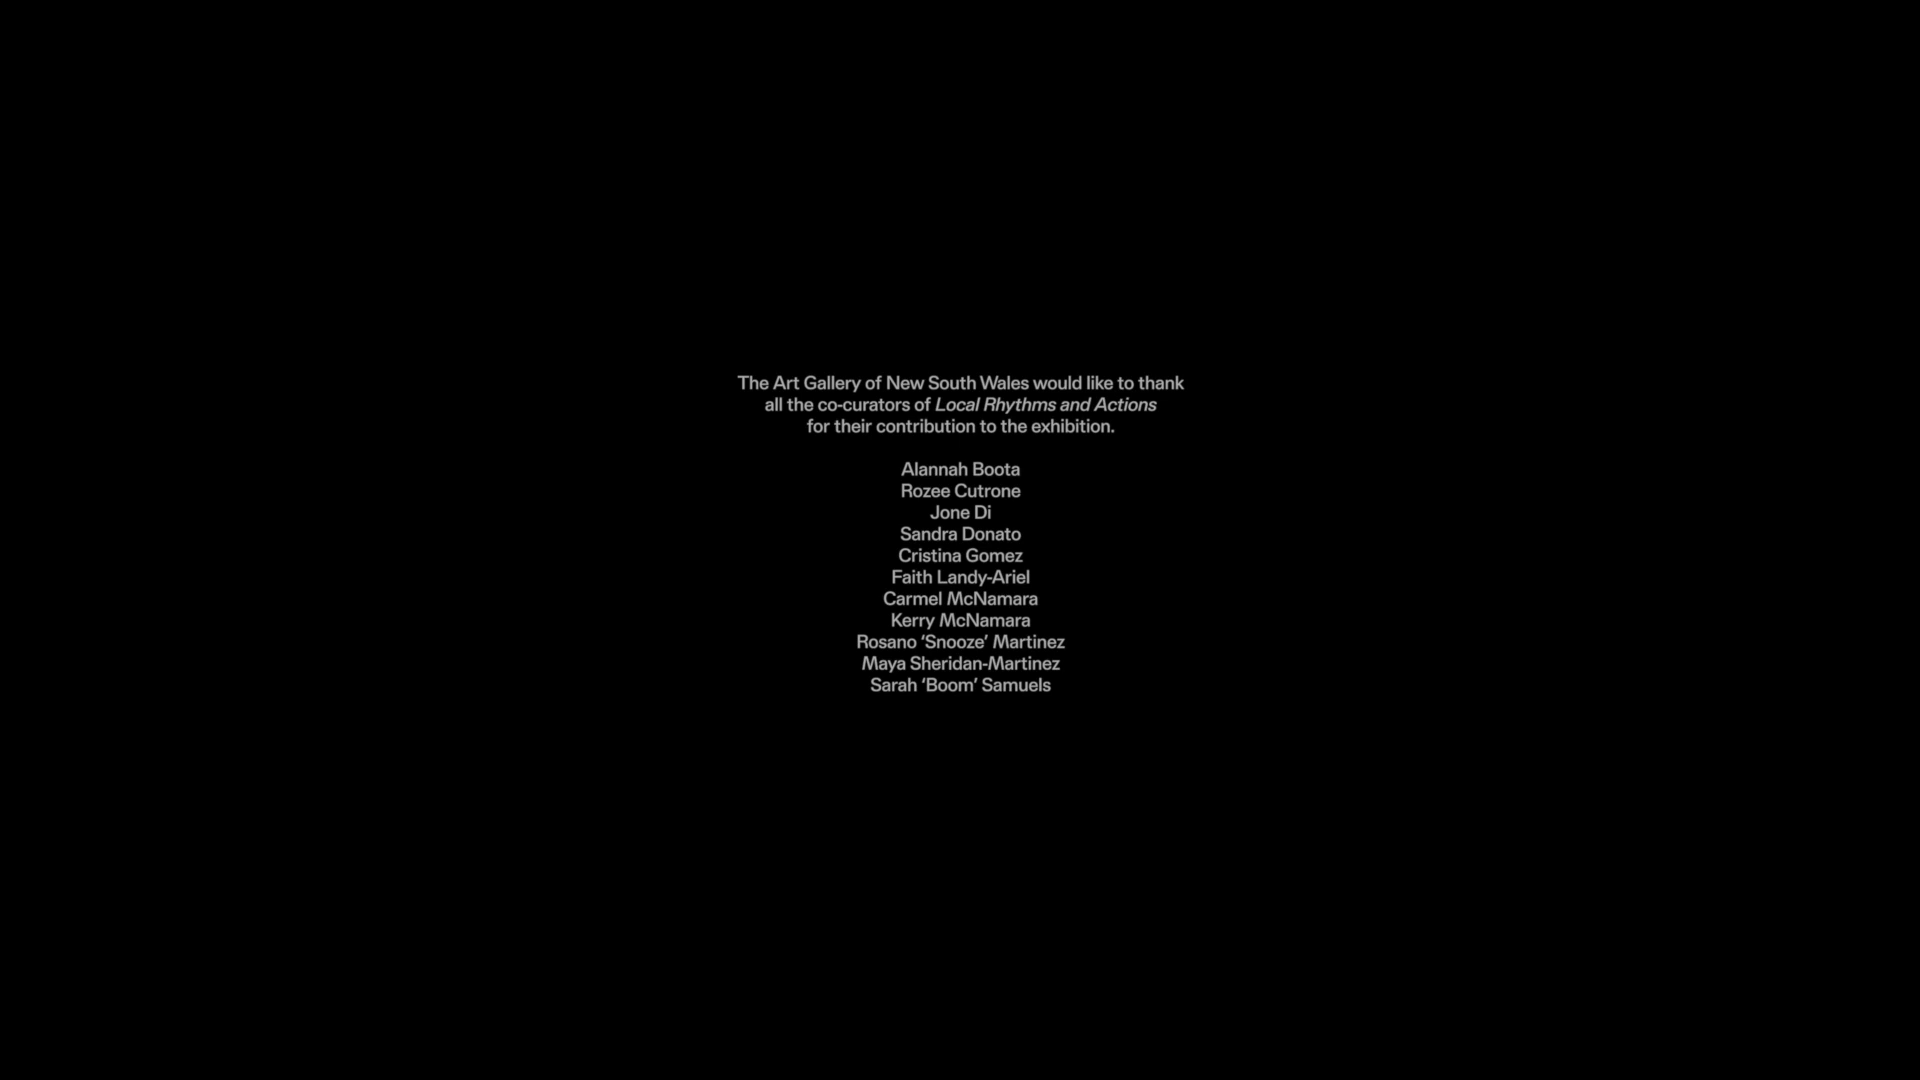 The Art Gallery of New South Wales would like to thank
all the co-curators of Local Rhythms and Actions
for their contribution to the exhibition.
Alannah Boota
Rozee Cutrone
Jone Di
Sandra Donato
Cristina Gomez
Faith Landy-Ariel
Carmel McNamara
Kerry McNamara
Rosano ‘Snooze’ Martinez
Maya Sheridan-Martinez
Sarah ‘Boom’ Samuels